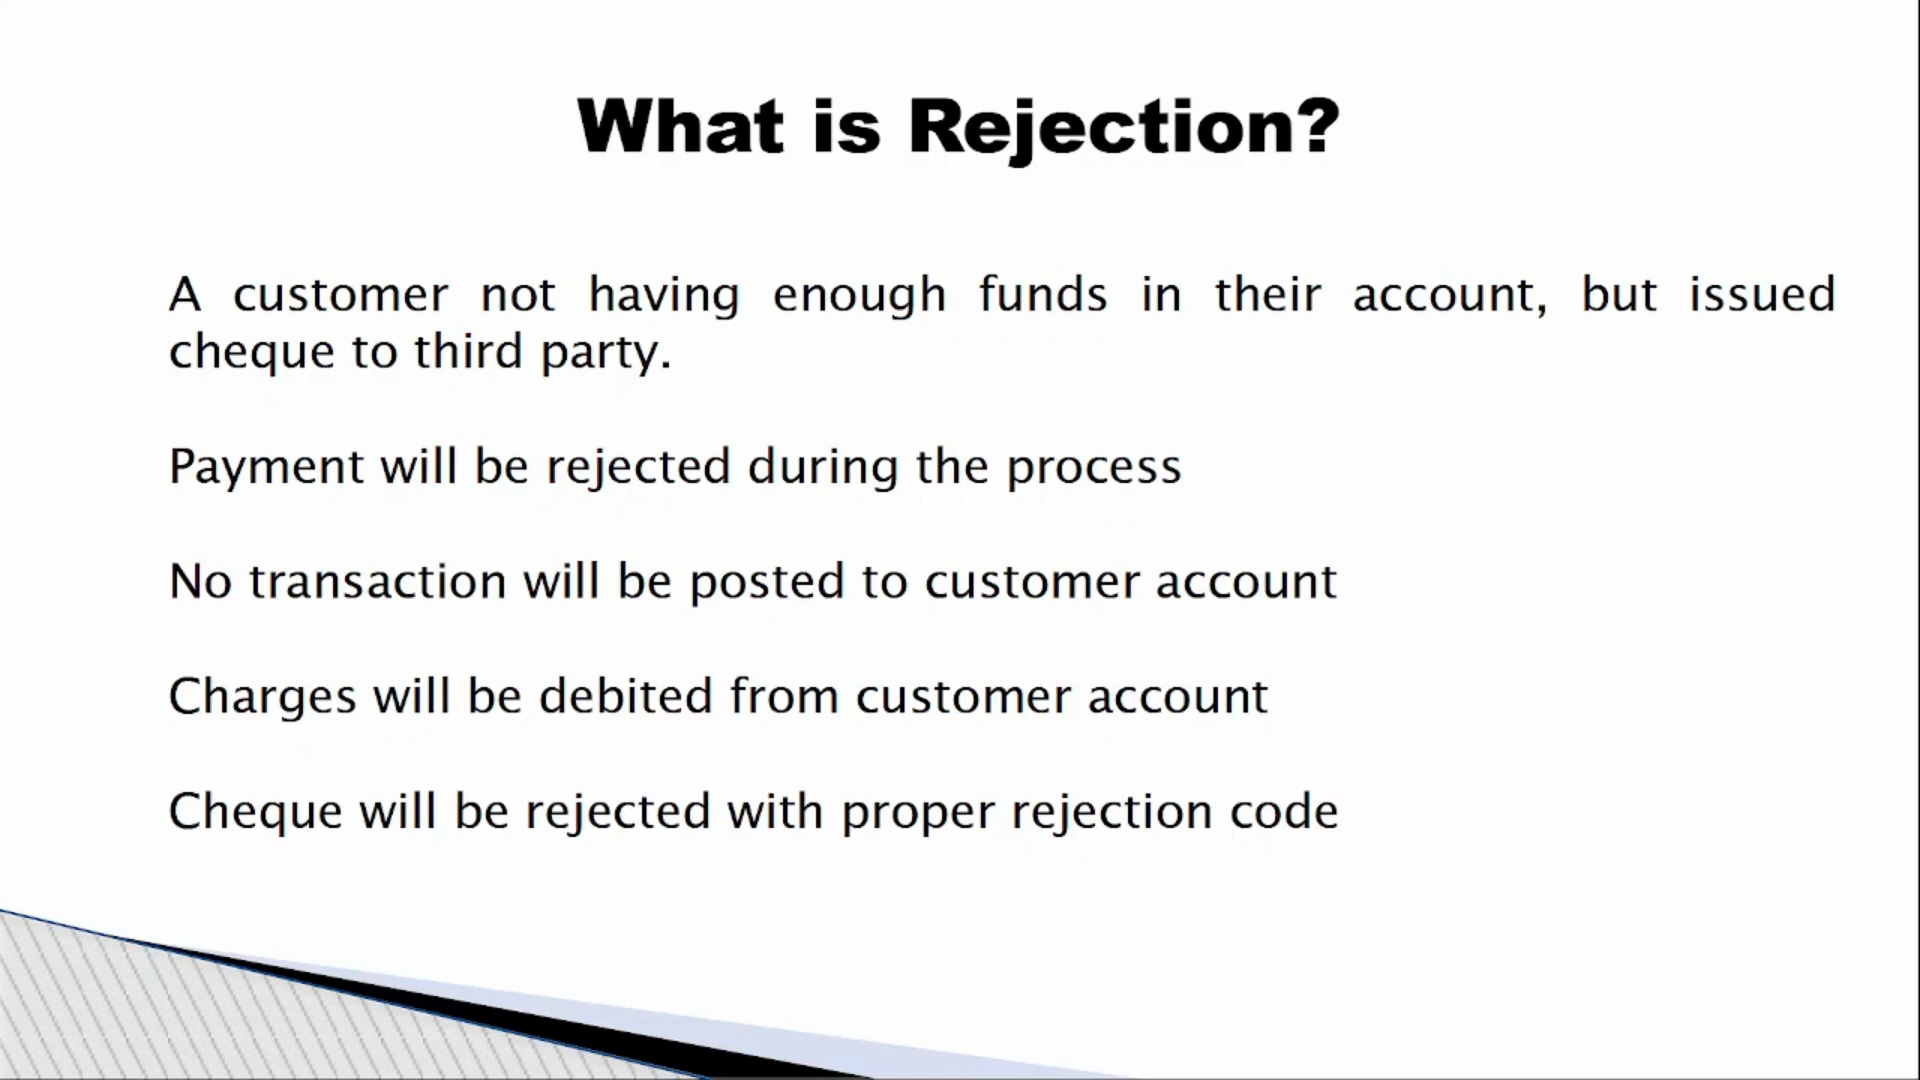 What is Rejection?
A customer not having enough funds in their account, but issued
cheque to third party.
Payment will be rejected during the process
No transaction will be posted to customer account
Charges will be debited from customer account
Cheque will be rejected with proper rejection code